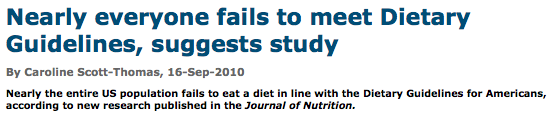 Nearly everyone fails to meet Dietary
Guidelines, suggests study
By Caroline Scott-Thomas, 16-Sep-2010
Nearly the entire US population fails to eat a diet in line with the Dietary Guidelines for Americans,
according to new research published in the Journal of Nutrition.